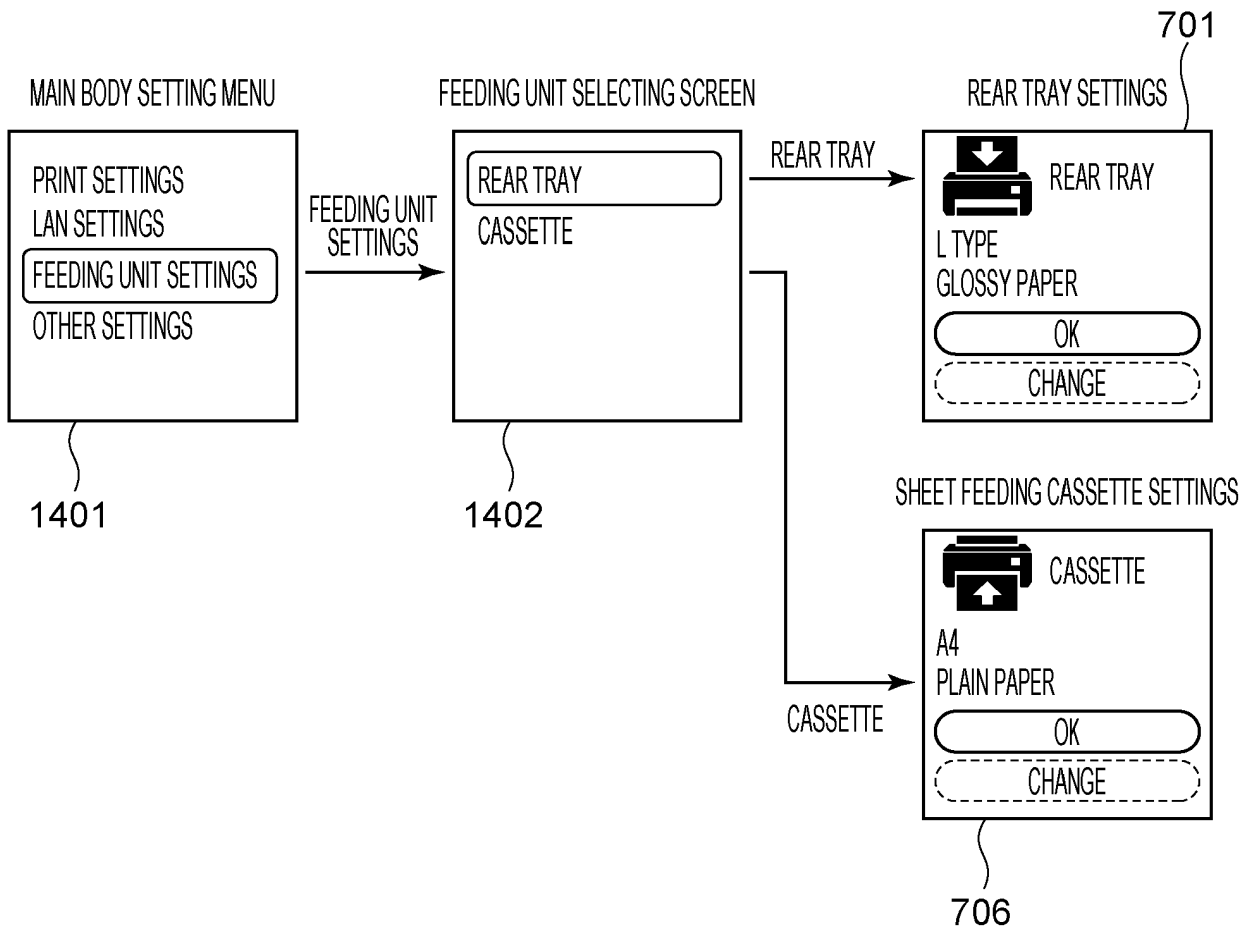 701
MAIN BODY SETTING MENU
FEEDING UNIT SELECTING SCREEN
REAR TRAY SETTINGS
PRINT SETTINGS
LAN SETTINGS
FEEDING UNIT SETTINGS
OTHER SETTINGS
1401
FEEDING UNIT
SETTINGS
REAR TRAY
CASSETTE
1402
REAR TRAY
REAR TRAY
L TYPE
GLOSSY PAPER
OK
CHANGE
CASSETTE
SHEET FEEDING CASSETTE SETTINGS
CASSETTE
A4
PLAIN PAPER
OK
CHANGE
706